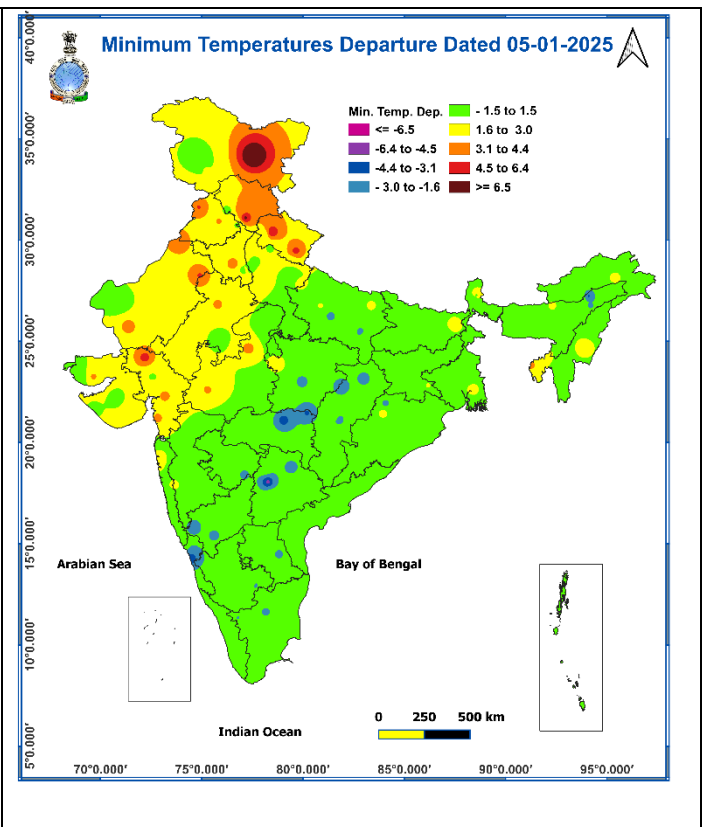 Minimum Temperatures Departure Dated 05-01-2025
Min. Temp. Dep.
<= -6.5
-6.4 to -4.5
-4.4 to -3.1
- 3.0 to -1.6
- 1.5 to 1.5
1.6 to 3.0
3.1 to 4.4
4.5 to 6.4
>= 6.5
40°0.000′
35°0.000′
30°0.000′
25°0.000′
20°0.000′
15°0.000′
10°0.000′
5°0.000′
Arabian Sea
Bay of Bengal
Indian Ocean
0 250 500 km
70°0.000′ 75°0.000′ 80°0.000′ 85°0.000′ 90°0.000′ 95°0.000′